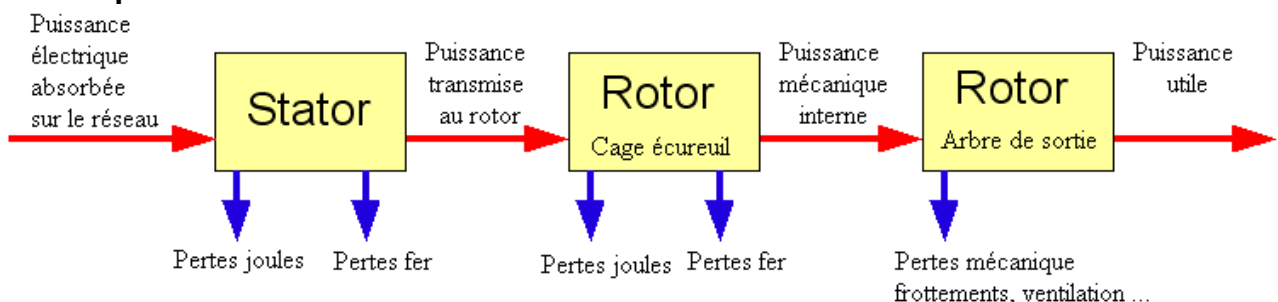 Puissance
électrique
absorbée
sur le réseau
Stator
Puissance
transmise
au rotor
Rotor
Cage écureuil
Puissance
mécanique
interne
Rotor
Arbre de sortie
Puissance
utile
Pertes joules
Pertes fer
Pertes joules
Pertes fer
Pertes mécanique
frottements, ventilation ...